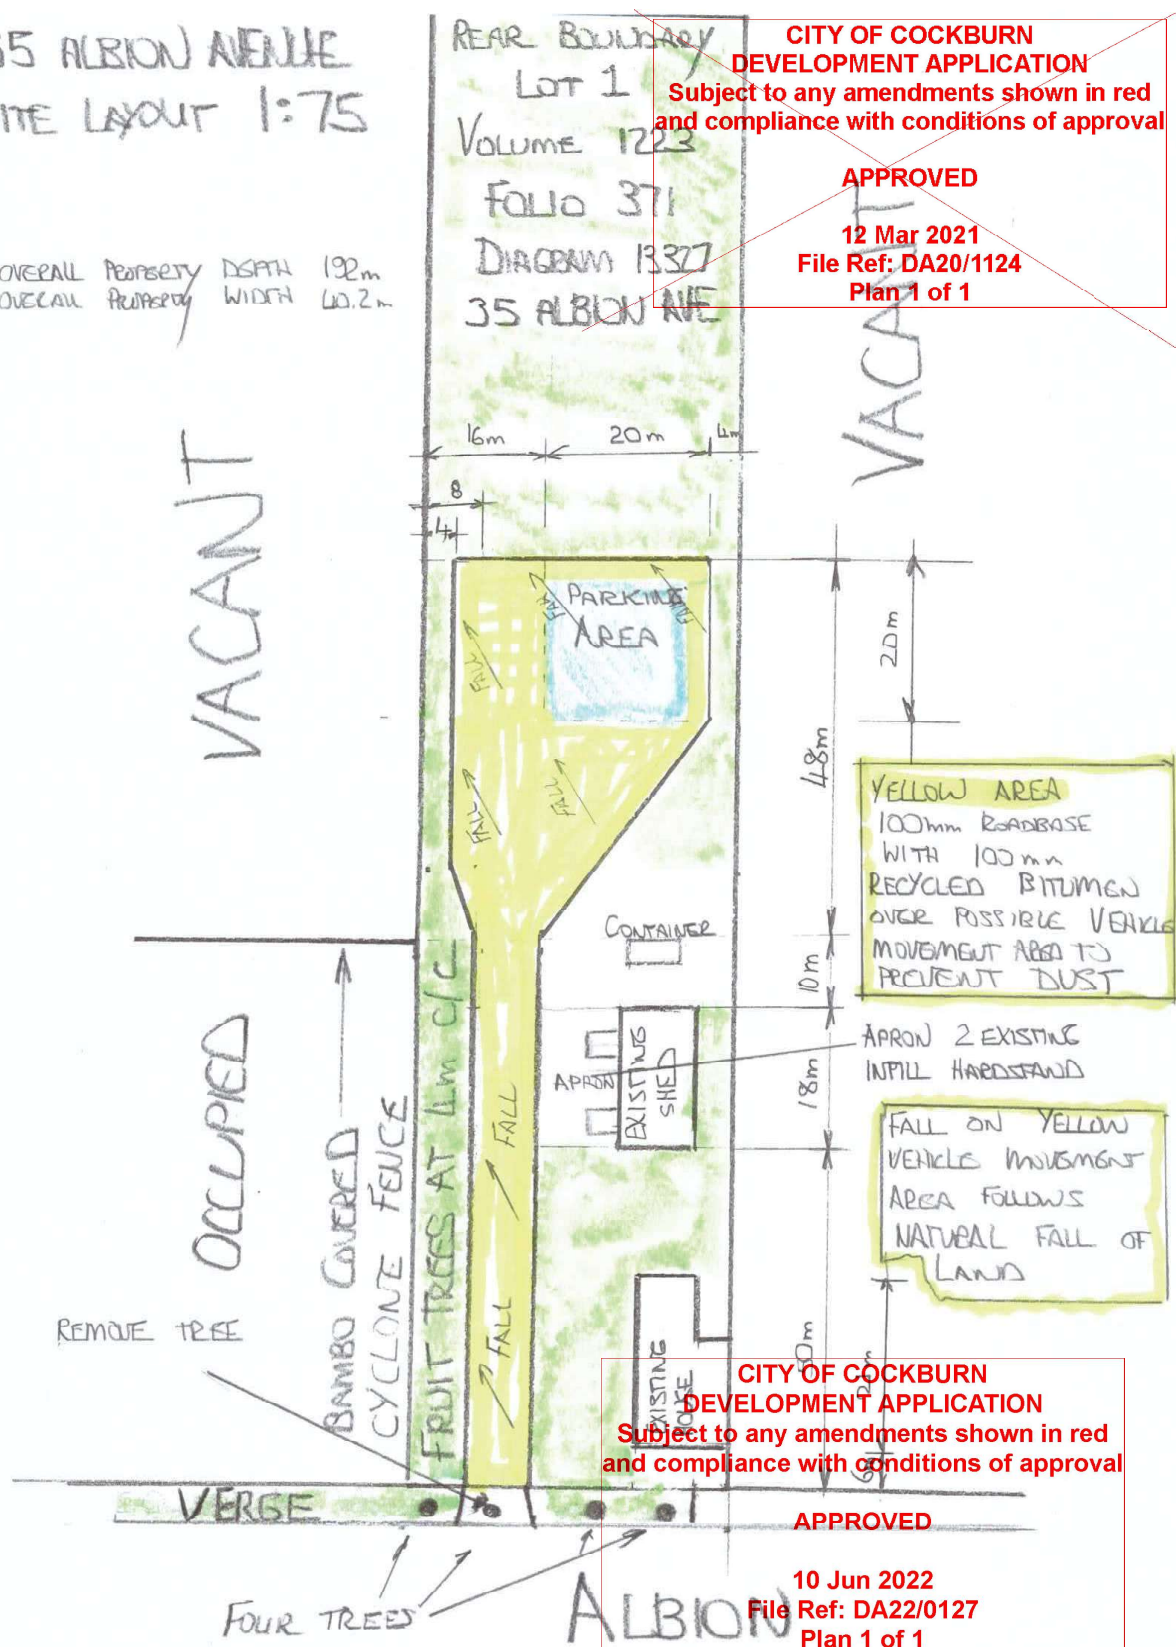 35 ALBION AVENUE
ITE LAYOUT 1:75
OVERALL PROPERTY DEPTH 192m
OVERALL PROPERTY WIDTH 40.2m
REAR BOUNDARY
LOT 1
VOLUME 1223
FOLIO 371
DIAGRAM 13327
35 ALBION AVE
CITY OF COCKBURN
DEVELOPMENT APPLICATION
Subject to any amendments shown in red
and compliance with conditions of approval
APPROVED
12 Mar 2021
File Ref: DA20/1124
Plan 1 of 1
VACANT
VACANT
16m
20m
4m
8
4
PARKING
AREA
FALL
FALL
FALL
FALL
FALL
20m
48m
YELLOW AREA
100mm ROADBASE
WITH 100mm
RECYCLED BITUMEN
OVER POSSIBLE VEHICLE
MOVEMENT AREA TO
PREVENT DUST
CONTAINER
10m
APRON 2 EXISTING
INFILL HARDSTAND
18m
APRON
EXISTING
SHED
OCCUPIED
BAMBO COVERED
CYCLONE FENCE
FRUIT TREES AT 4m C/C
FALL
FALL
FALL ON YELLOW
VEHICLE MOVEMENT
AREA FOLLOWS
NATURAL FALL OF
LAND
REMOVE TREE
EXISTING
HOUSE
20m
CITY OF COCKBURN
DEVELOPMENT APPLICATION
Subject to any amendments shown in red
and compliance with conditions of approval
APPROVED
10 Jun 2022
File Ref: DA22/0127
Plan 1 of 1
VERGE
FOUR TREES
ALBION